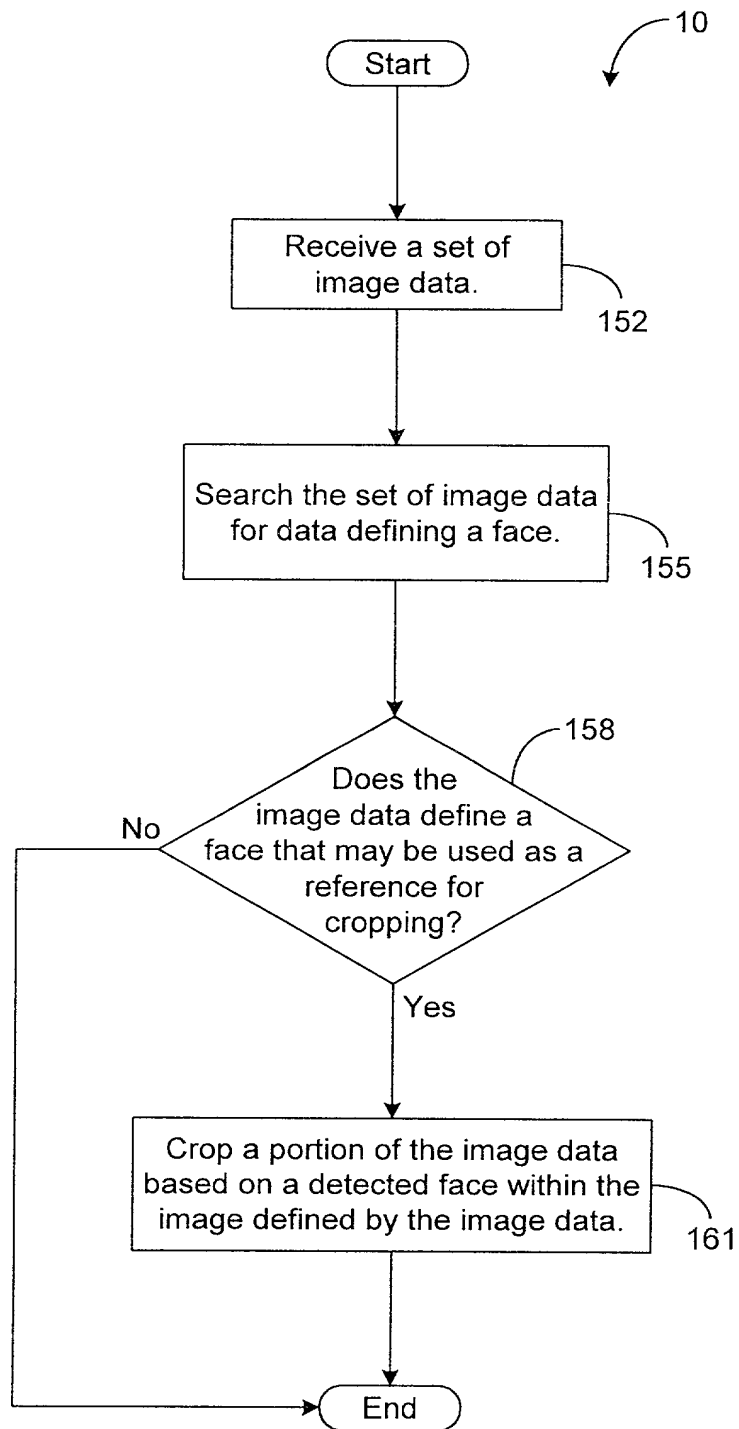 10
Start
Receive a set of
image data.
152
Search the set of image data
for data defining a face.
155
158
Does the
image data define a
face that may be used as a
reference for
cropping?
No
Yes
Crop a portion of the image data
based on a detected face within the
image defined by the image data.
161
End